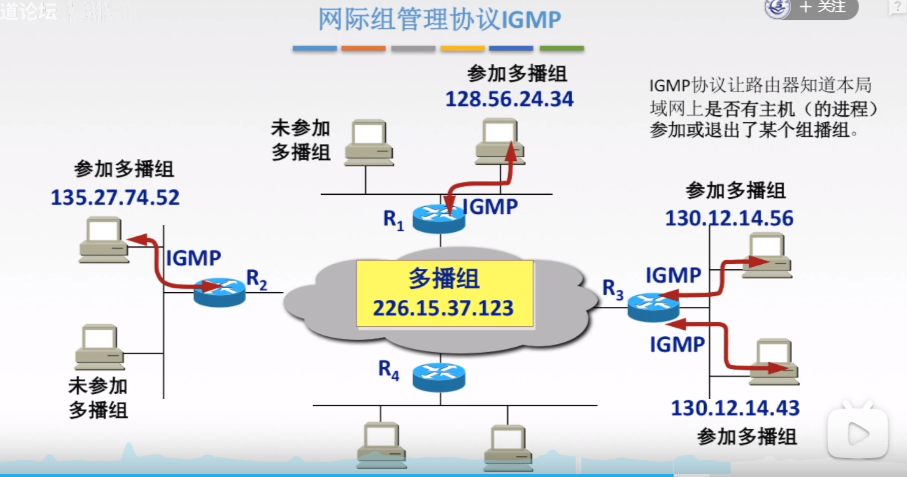 道论坛
+ 关注
?
网际组管理协议IGMP
参加多播组
128.56.24.34
IGMP协议让路由器知道本局
域网上是否有主机（的进程）
参加或退出了某个组播组。
未参加
多播组
参加多播组
135.27.74.52
参加多播组
130.12.14.56
R1
IGMP
IGMP
R2
多播组
226.15.37.123
R3
IGMP
IGMP
R4
未参加
多播组
130.12.14.43
参加多播组